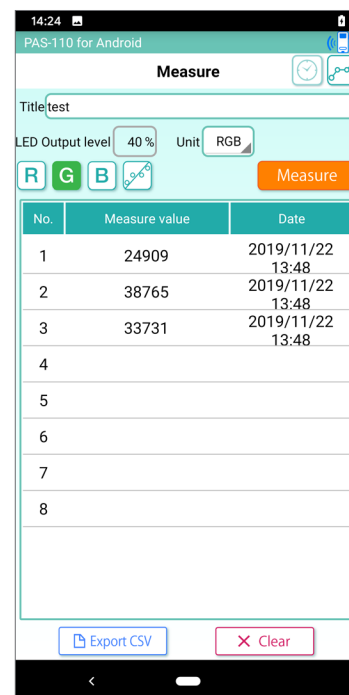 14:24
PAS-110 for Android
Measure
Title test
LED Output level 40 % Unit RGB
R G B Measure
No. Measure value Date
1 24909 2019/11/22 13:48
2 38765 2019/11/22 13:48
3 33731 2019/11/22 13:48
4
5
6
7
8
Export CSV Clear